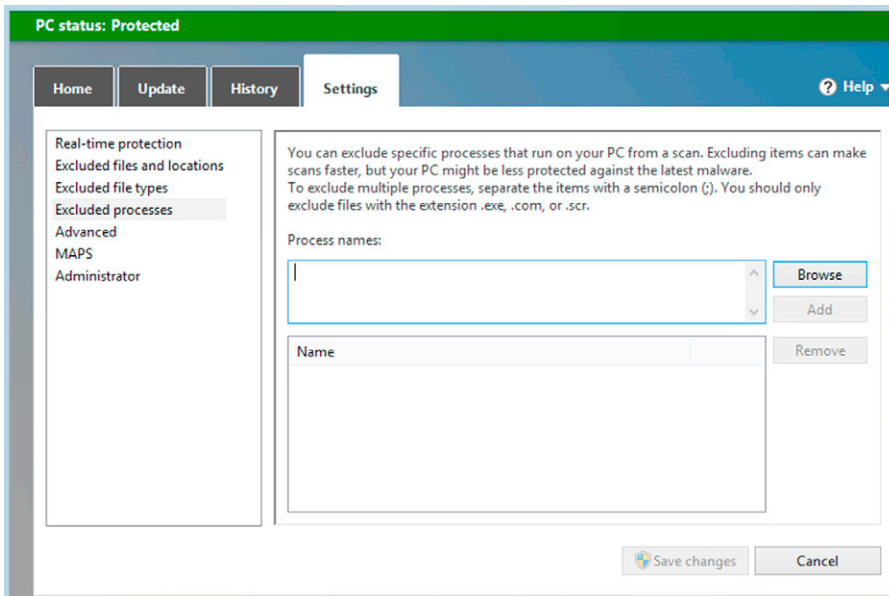 PC status: Protected
Home
Update
History
Settings
Help
Real-time protection
Excluded files and locations
Excluded file types
Excluded processes
Advanced
MAPS
Administrator
You can exclude specific processes that run on your PC from a scan. Excluding items can make
scans faster, but your PC might be less protected against the latest malware.
To exclude multiple processes, separate the items with a semicolon (;). You should only
exclude files with the extension .exe, .com, or .scr.
Process names:
Browse
Add
Name
Remove
Save changes
Cancel